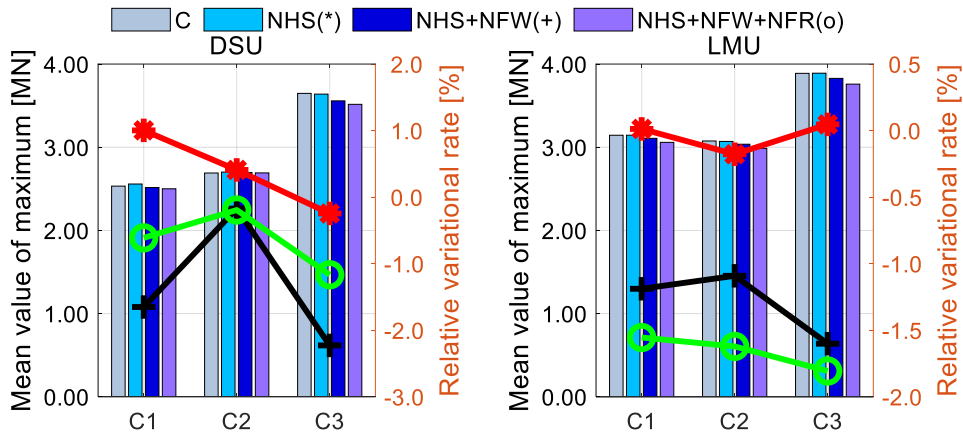 C NHS(*) NHS+NFW(+) NHS+NFW+NFR(o)
DSU
LMU
Mean value of maximum [MN]
4.00
3.00
2.00
1.00
0.00
C1 C2 C3
2.0
1.0
0.0
-1.0
-2.0
-3.0
Relative variational rate [%]
Mean value of maximum [MN]
4.00
3.00
2.00
1.00
0.00
C1 C2 C3
0.5
0.0
-0.5
-1.0
-1.5
-2.0
Relative variational rate [%]